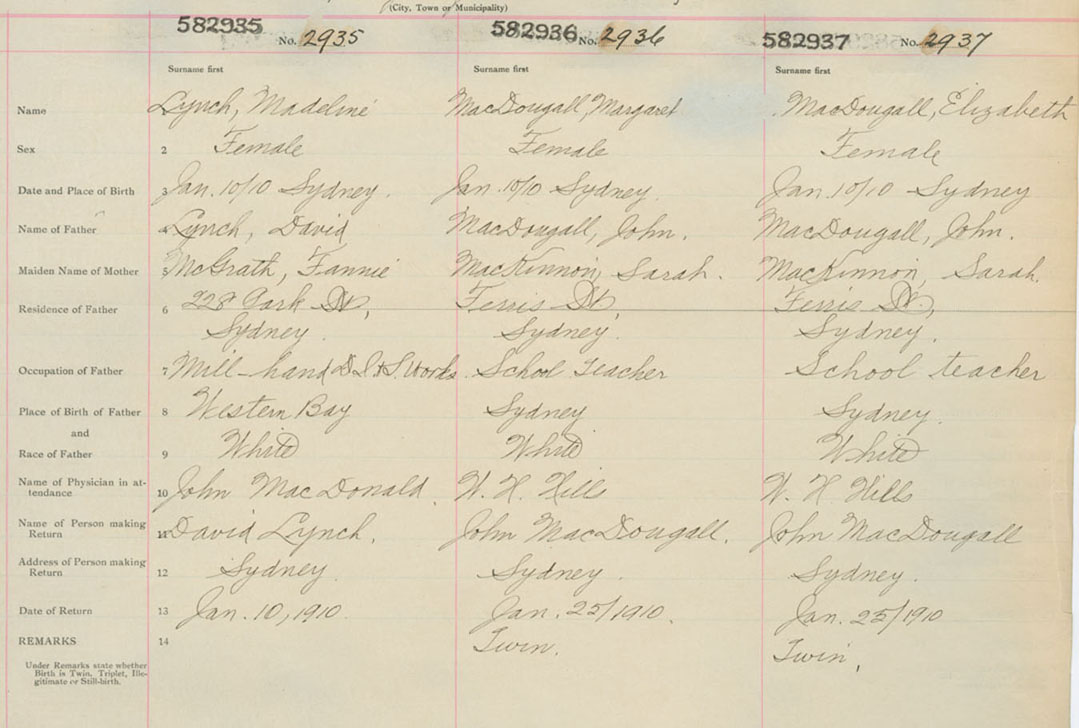 (City, Town or Municipality)
582935 No. 2935 582936 No. 2936 582937 No. 2937
Surname first Surname first Surname first
Name Lynch, Madeline MacDougall, Margaret MacDougall, Elizabeth
Sex 2 Female Female Female
Date and Place of Birth 3 Jan. 10/10 Sydney. Jan. 10/10 Sydney. Jan. 10/10 Sydney
Name of Father 4 Lynch, David MacDougall, John. MacDougall, John.
Maiden Name of Mother 5 McGrath, Fannie MacKinnon, Sarah. MacKinnon, Sarah.
Residence of Father 6 228 Park St, Ferris St, Ferris St,
Sydney. Sydney. Sydney.
Occupation of Father 7 Mill-hand D. I. & S. Works School Teacher School teacher
Place of Birth of Father 8 Western Bay Sydney Sydney.
and
Race of Father 9 White White White
Name of Physician in at-
tendance 10 John MacDonald. W. H. Hills W. H Hills
Name of Person making
Return 11 David Lynch. John MacDougall. John MacDougall
Address of Person making
Return 12 Sydney. Sydney. Sydney.
Date of Return 13 Jan. 10, 1910. Jan. 25/1910. Jan. 25/1910
REMARKS 14 Twin. Twin,
Under Remarks state whether
Birth is Twin. Triplet, Ille-
gitimate or Still-birth.